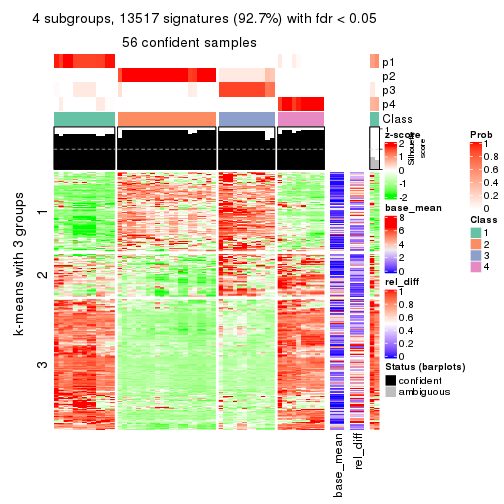 4 subgroups, 13517 signatures (92.7%) with fdr < 0.05
56 confident samples
p1
p2
p3
p4
Class
1
Silhouette
score
k-means with 3 groups
1
2
3
base_mean
rel_diff
z-score
2
1
0
-1
-2
base_mean
8
6
4
2
0
rel_diff
1
0.8
0.6
0.4
0.2
0
Status (barplots)
confident
ambiguous
Prob
1
0.8
0.6
0.4
0.2
0
Class
1
2
3
4